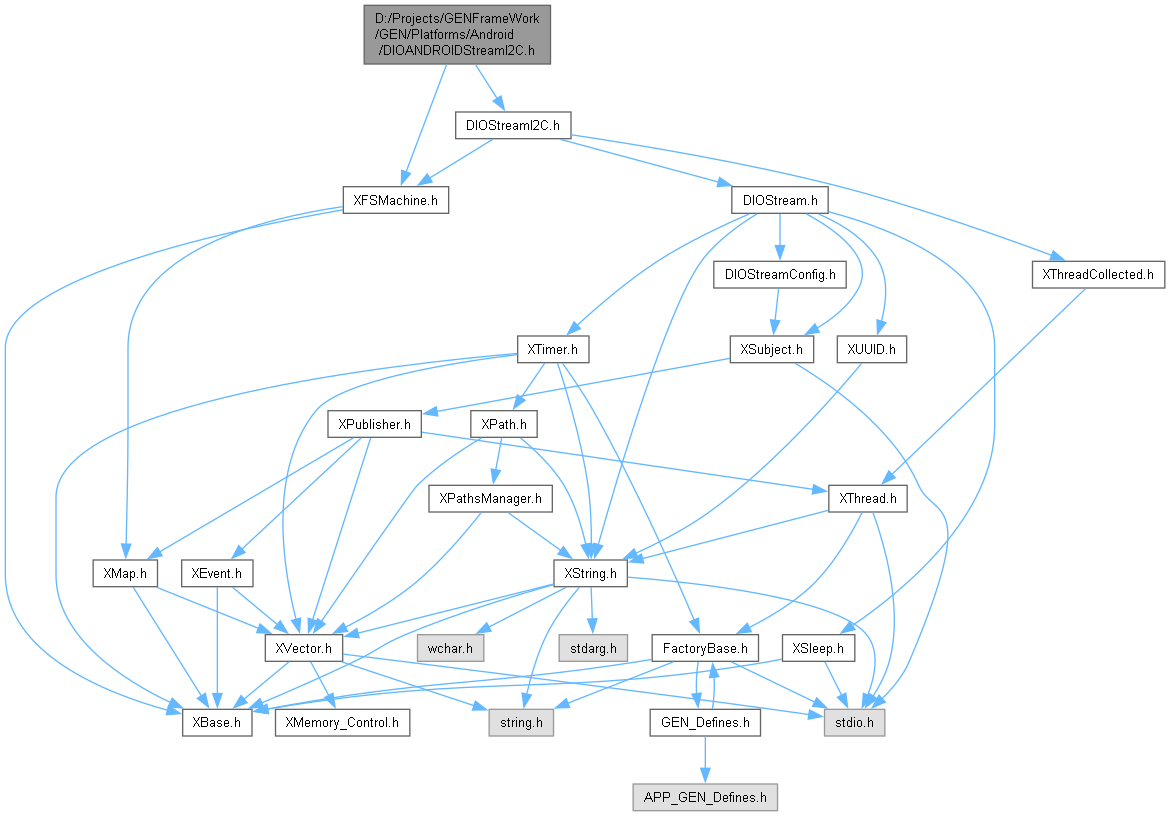 D:/Projects/GENFrameWork
/GEN/Platforms/Android
/DIOANDROIDStreamI2C.h
DIOStreamI2C.h
XFSMachine.h
DIOStream.h
DIOStreamConfig.h
XThreadCollected.h
XTimer.h
XSubject.h
XUUID.h
XPublisher.h
XPath.h
XPathsManager.h
XThread.h
XMap.h
XEvent.h
XString.h
XVector.h
wchar.h
stdarg.h
FactoryBase.h
XSleep.h
XBase.h
XMemory_Control.h
string.h
GEN_Defines.h
stdio.h
APP_GEN_Defines.h